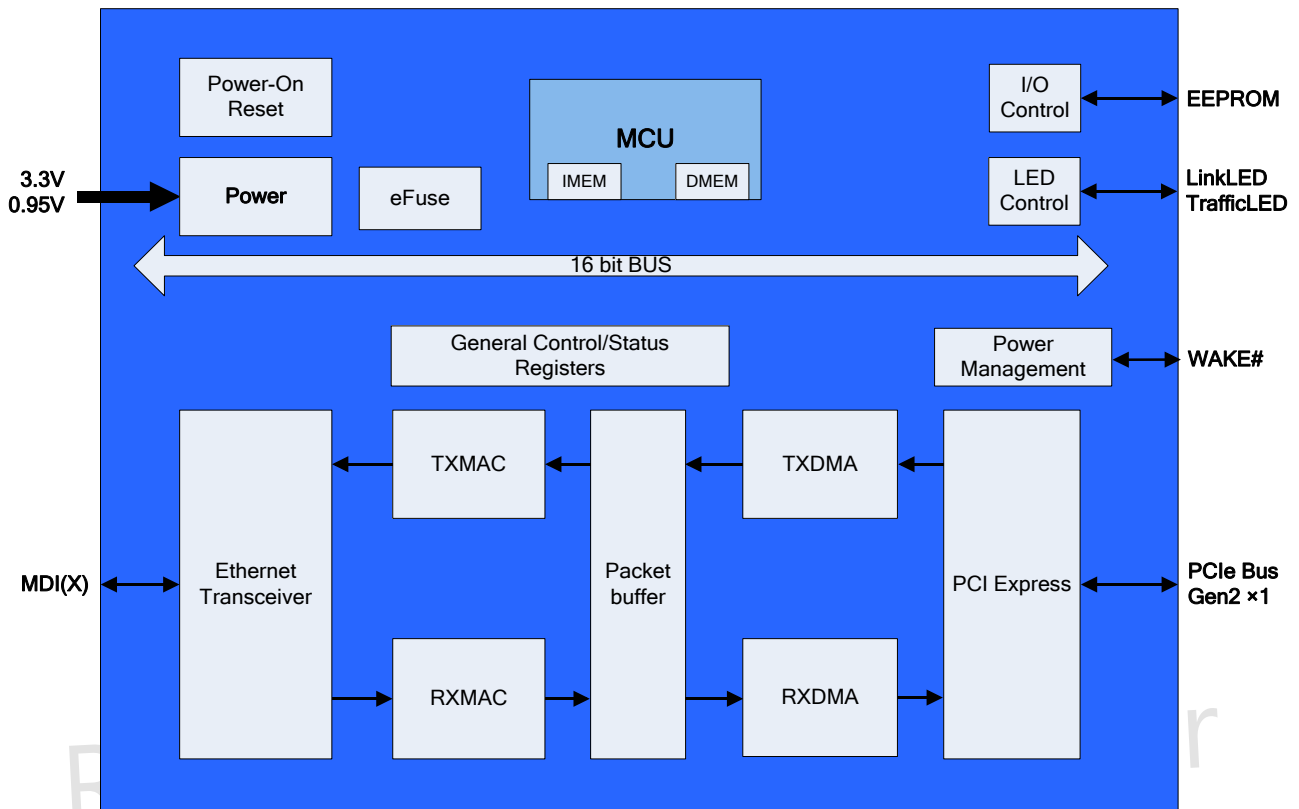 Power-On
Reset
MCU
IMEM
DMEM
I/O
Control
EEPROM
3.3V
0.95V
Power
eFuse
LED
Control
LinkLED
TrafficLED
16 bit BUS
General Control/Status
Registers
Power
Management
WAKE#
TXMAC
TXDMA
MDI(X)
Ethernet
Transceiver
Packet
buffer
PCI Express
PCIe Bus
Gen2 ×1
RXMAC
RXDMA